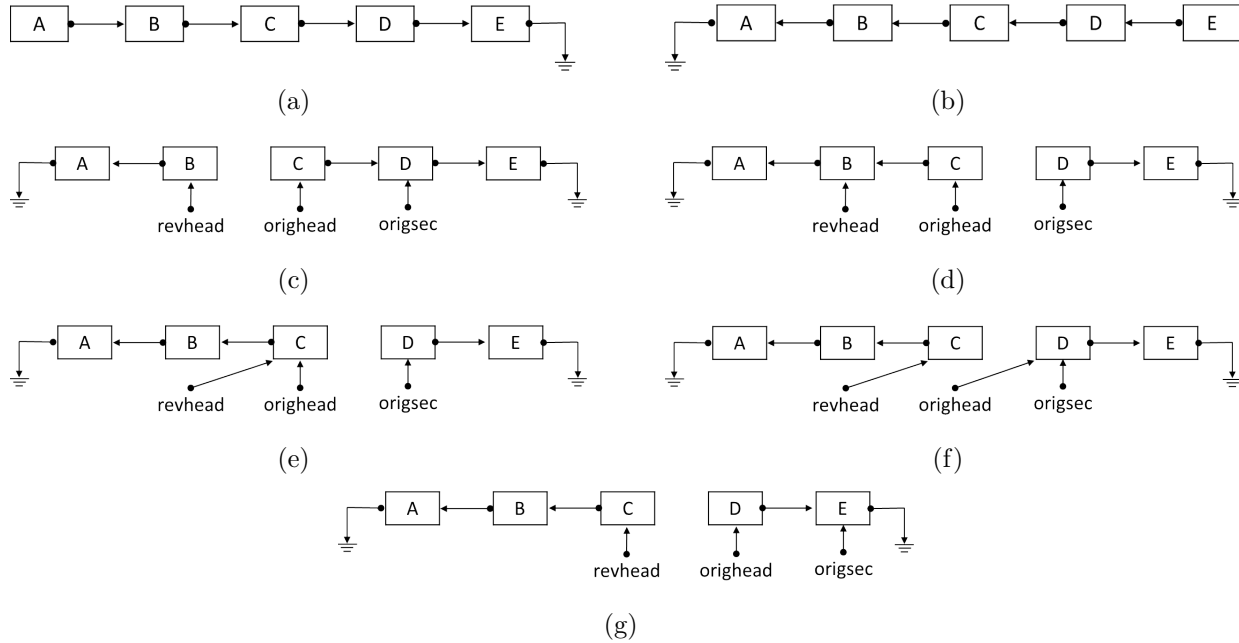 A B C D E
A B C D E
(a)
(b)
A B C D E
A B C D E
revhead orighead origsec
revhead orighead origsec
(c)
(d)
A B C D E
A B C D E
revhead orighead origsec
revhead orighead origsec
(e)
(f)
A B C D E
revhead orighead origsec
(g)